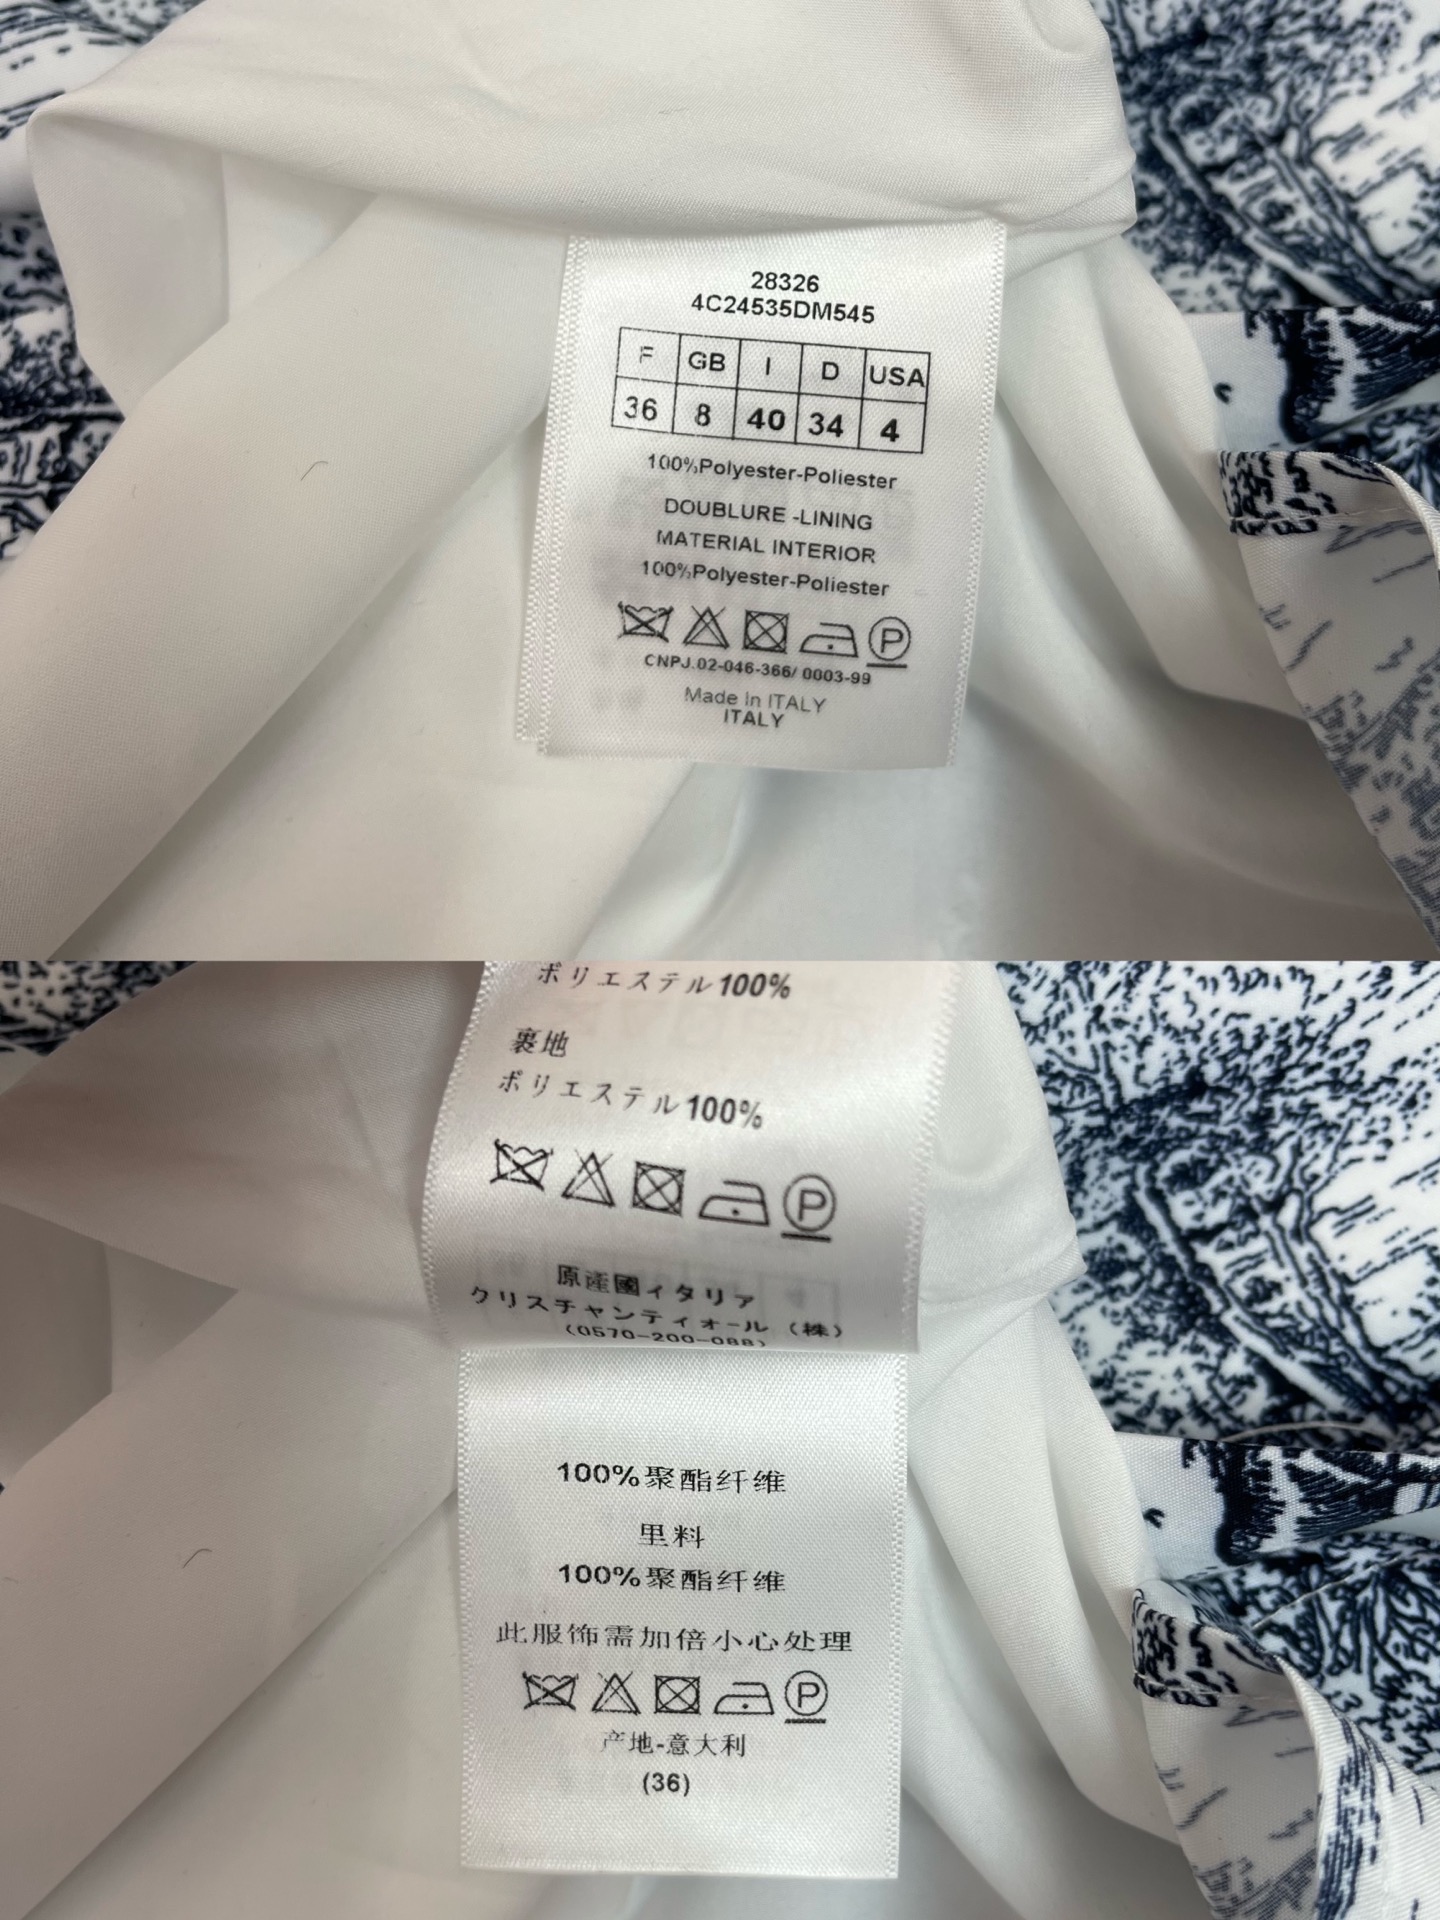 28326
4C24535DM545
F GB I D USA
36 8 40 34 4
100%Polyester-Poliester
DOUBLURE -LINING
MATERIAL INTERIOR
100%Polyester-Poliester
P
CNPJ.02-046-366/ 0003-99
Made In ITALY
ITALY
ポリエステル100%
裏地
ポリエステル100%
P
原産國イタリア
クリスチャンディオール（株）
(0570-200-088)
100%聚酯纤维
里料
100%聚酯纤维
此服饰需加倍小心处理
P
产地-意大利
(36)